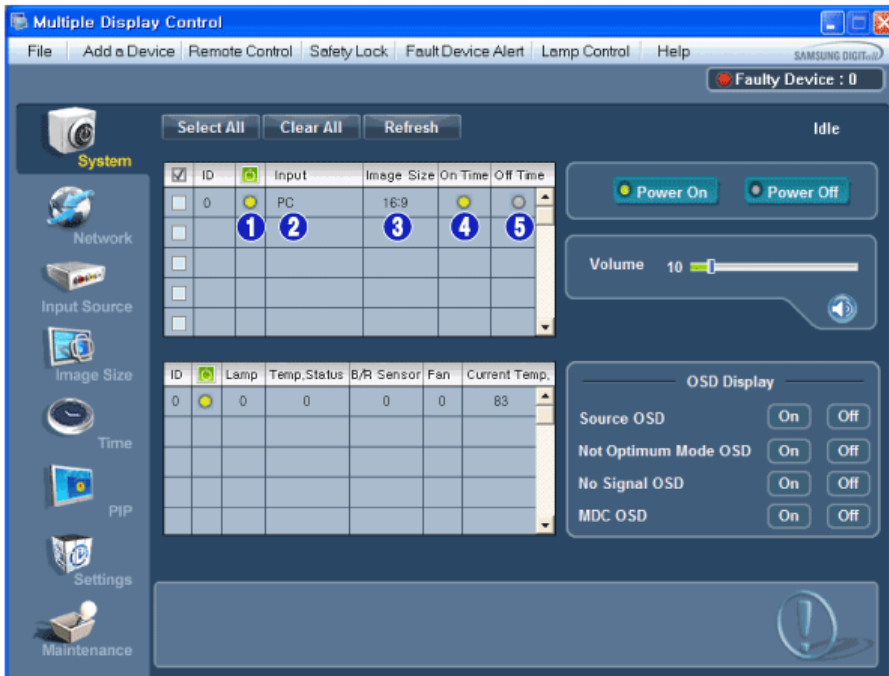 Multiple Display Control
File Add a Device Remote Control Safety Lock Fault Device Alert Lamp Control Help
SAMSUNG DIGITall
Faulty Device : 0
System
Network
Input Source
Image Size
Time
PIP
Settings
Maintenance
Select All Clear All Refresh
Idle
ID Input Image Size On Time Off Time
0 PC 16:9
1 2 3 4 5
Power On Power Off
Volume 10
ID Lamp Temp,Status B/R Sensor Fan Current Temp,
0 0 0 0 0 83
OSD Display
Source OSD On Off
Not Optimum Mode OSD On Off
No Signal OSD On Off
MDC OSD On Off